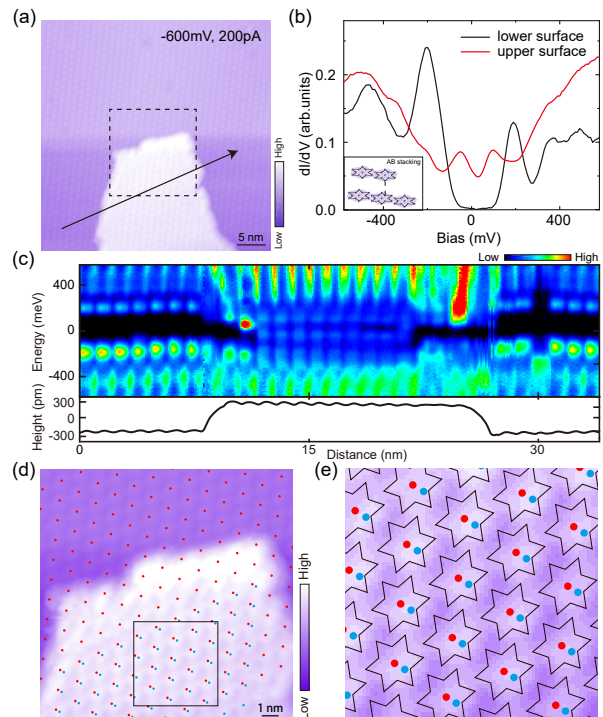 (a)
-600mV, 200pA
High
Low
5 nm
(b)
lower surface
upper surface
dI/dV (arb.units)
0.2
0.1
0.0
AB stacking
-400
0
400
Bias (mV)
Low
High
(c)
Energy (meV)
400
0
-400
Height (pm)
300
0
-300
0
15
30
Distance (nm)
(d)
High
Low
1 nm
(e)